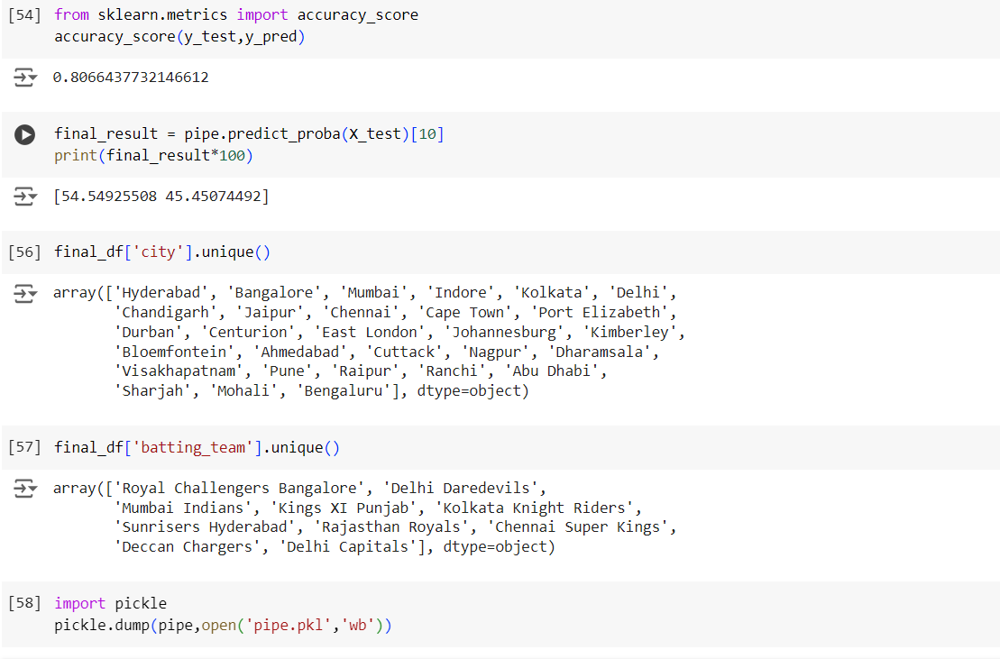 [54] from sklearn.metrics import accuracy_score
accuracy_score(y_test,y_pred)
0.8066437732146612
final_result = pipe.predict_proba(X_test)[10]
print(final_result*100)
[54.54925508 45.45074492]
[56] final_df['city'].unique()
array(['Hyderabad', 'Bangalore', 'Mumbai', 'Indore', 'Kolkata', 'Delhi',
'Chandigarh', 'Jaipur', 'Chennai', 'Cape Town', 'Port Elizabeth',
'Durban', 'Centurion', 'East London', 'Johannesburg', 'Kimberley',
'Bloemfontein', 'Ahmedabad', 'Cuttack', 'Nagpur', 'Dharamsala',
'Visakhapatnam', 'Pune', 'Raipur', 'Ranchi', 'Abu Dhabi',
'Sharjah', 'Mohali', 'Bengaluru'], dtype=object)
[57] final_df['batting_team'].unique()
array(['Royal Challengers Bangalore', 'Delhi Daredevils',
'Mumbai Indians', 'Kings XI Punjab', 'Kolkata Knight Riders',
'Sunrisers Hyderabad', 'Rajasthan Royals', 'Chennai Super Kings',
'Deccan Chargers', 'Delhi Capitals'], dtype=object)
[58] import pickle
pickle.dump(pipe,open('pipe.pkl','wb'))